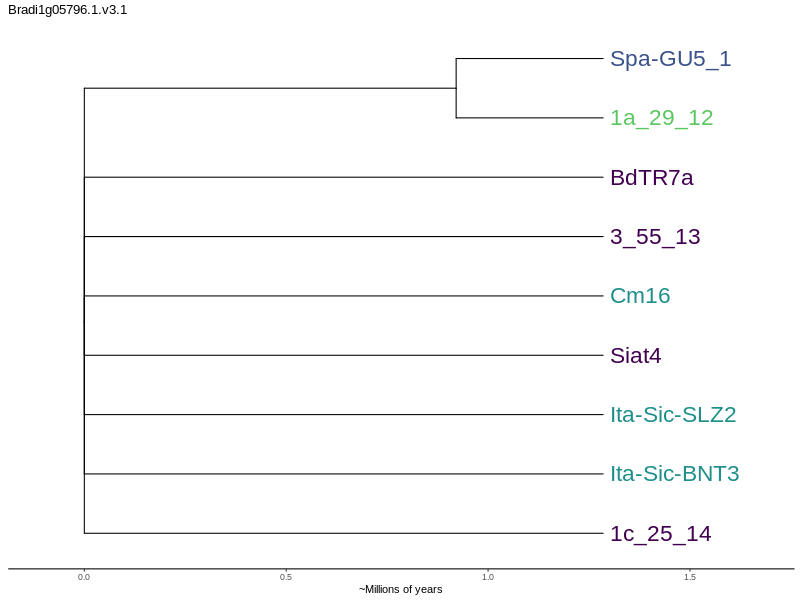 Bradi1g05796.1.v3.1
Spa-GU5_1
1a_29_12
BdTR7a
3_55_13
Cm16
Siat4
Ita-Sic-SLZ2
Ita-Sic-BNT3
1c_25_14
0.0 0.5 1.0 1.5
~Millions of years